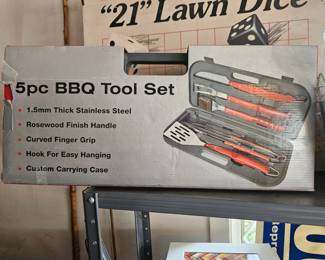 "21" Lawn Dice
5pc BBQ Tool Set
• 1.5mm Thick Stainless Steel
• Rosewood Finish Handle
• Curved Finger Grip
• Hook For Easy Hanging
• Custom Carrying Case